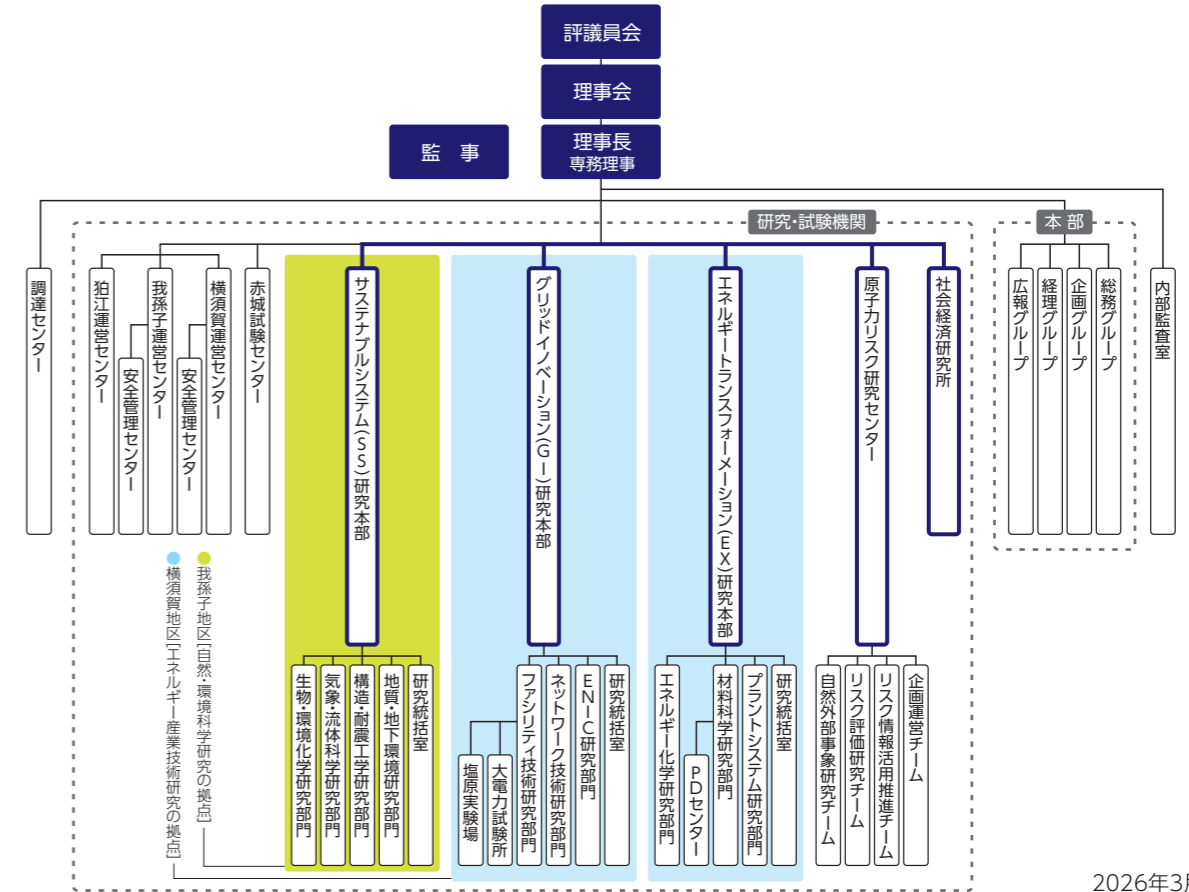 評議員会
理事会
監　事
理事長
専務理事
研究・試験機関
本 部
調達センター
狛江運営センター
我孫子運営センター
安全管理センター
横須賀運営センター
安全管理センター
赤城試験センター
サステナブルシステム(SS)研究本部
グリッドイノベーション(GI)研究本部
エネルギートランスフォーメーション(EX)研究本部
原子力リスク研究センター
社会経済研究所
広報グループ
経理グループ
企画グループ
総務グループ
内部監査室
横須賀地区[エネルギー産業技術研究の拠点]
我孫子地区[自然・環境科学研究の拠点]
生物・環境化学研究部門
気象・流体科学研究部門
構造・耐震工学研究部門
地質・地下環境研究部門
研究統括室
塩原実験場
大電力試験所
ファシリティ技術研究部門
ネットワーク技術研究部門
ENIC研究部門
研究統括室
エネルギー化学研究部門
PDセンター
材料科学研究部門
プラントシステム研究部門
研究統括室
自然外部事象研究チーム
リスク評価研究チーム
リスク情報活用推進チーム
企画運営チーム
2026年3月